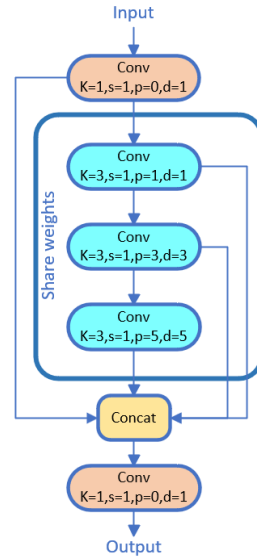 Input
Conv
K=1,s=1,p=0,d=1
Share weights
Conv
K=3,s=1,p=1,d=1
Conv
K=3,s=1,p=3,d=3
Conv
K=3,s=1,p=5,d=5
Concat
Conv
K=1,s=1,p=0,d=1
Output